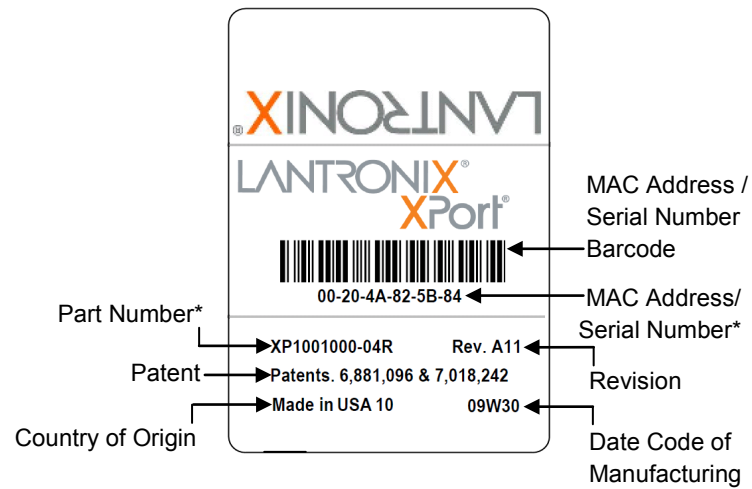 LANTRONIX®
LANTRONIX®
XPort®
MAC Address /
Serial Number
Barcode
00-20-4A-82-5B-84
MAC Address/
Serial Number*
Part Number*
XP1001000-04R
Rev. A11
Revision
Patent
Patents. 6,881,096 & 7,018,242
Country of Origin
Made in USA 10
09W30
Date Code of
Manufacturing